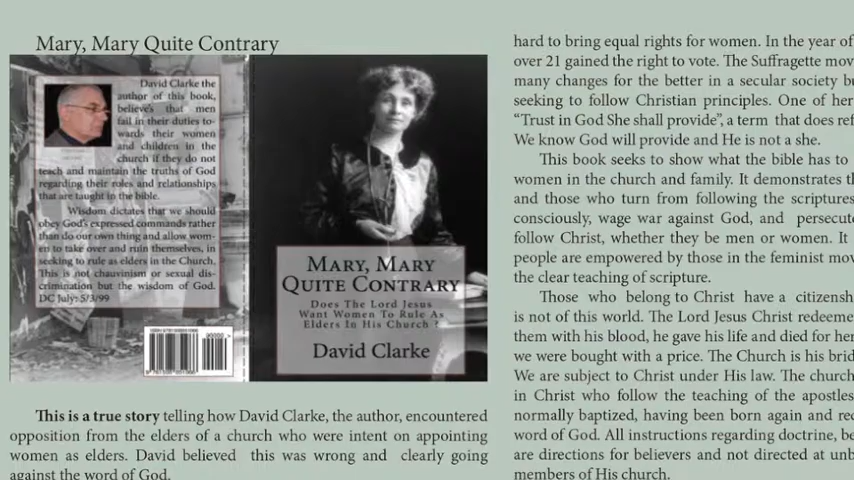 Mary, Mary Quite Contrary
David Clarke the
author of this book,
believe's that men
fail in their duties to-
wards their women
and children in the
church if they do not
teach and maintain the truths of God
regarding their roles and relationships
that are taught in the bible.
Wisdom dictates that we should
obey God's expressed commands rather
than do our own thing and allow wom-
en to take over and ruin themselves, in
seeking to rule as elders in the Church.
This is not chauvinism or sexual dis-
crimination but the wisdom of God.
DC July: 5/3/99
MARY, MARY
QUITE CONTRARY
Does The Lord Jesus
Want Women To Rule As
Elders In His Church ?
David Clarke
This is a true story telling how David Clarke, the author, encountered
opposition from the elders of a church who were intent on appointing
women as elders. David believed this was wrong and clearly going
against the word of God.
hard to bring equal rights for women. In the year of
over 21 gained the right to vote. The Suffragette mov
many changes for the better in a secular society bu
seeking to follow Christian principles. One of her
“Trust in God She shall provide”, a term that does ref
We know God will provide and He is not a she.
This book seeks to show what the bible has to
women in the church and family. It demonstrates th
and those who turn from following the scriptures
consciously, wage war against God, and persecute
follow Christ, whether they be men or women. It
people are empowered by those in the feminist mov
the clear teaching of scripture.
Those who belong to Christ have a citizensh
is not of this world. The Lord Jesus Christ redeeme
them with his blood, he gave his life and died for her
we were bought with a price. The Church is his brid
We are subject to Christ under His law. The church
in Christ who follow the teaching of the apostles
normally baptized, having been born again and rec
word of God. All instructions regarding doctrine, be
are directions for believers and not directed at unb
members of His church.